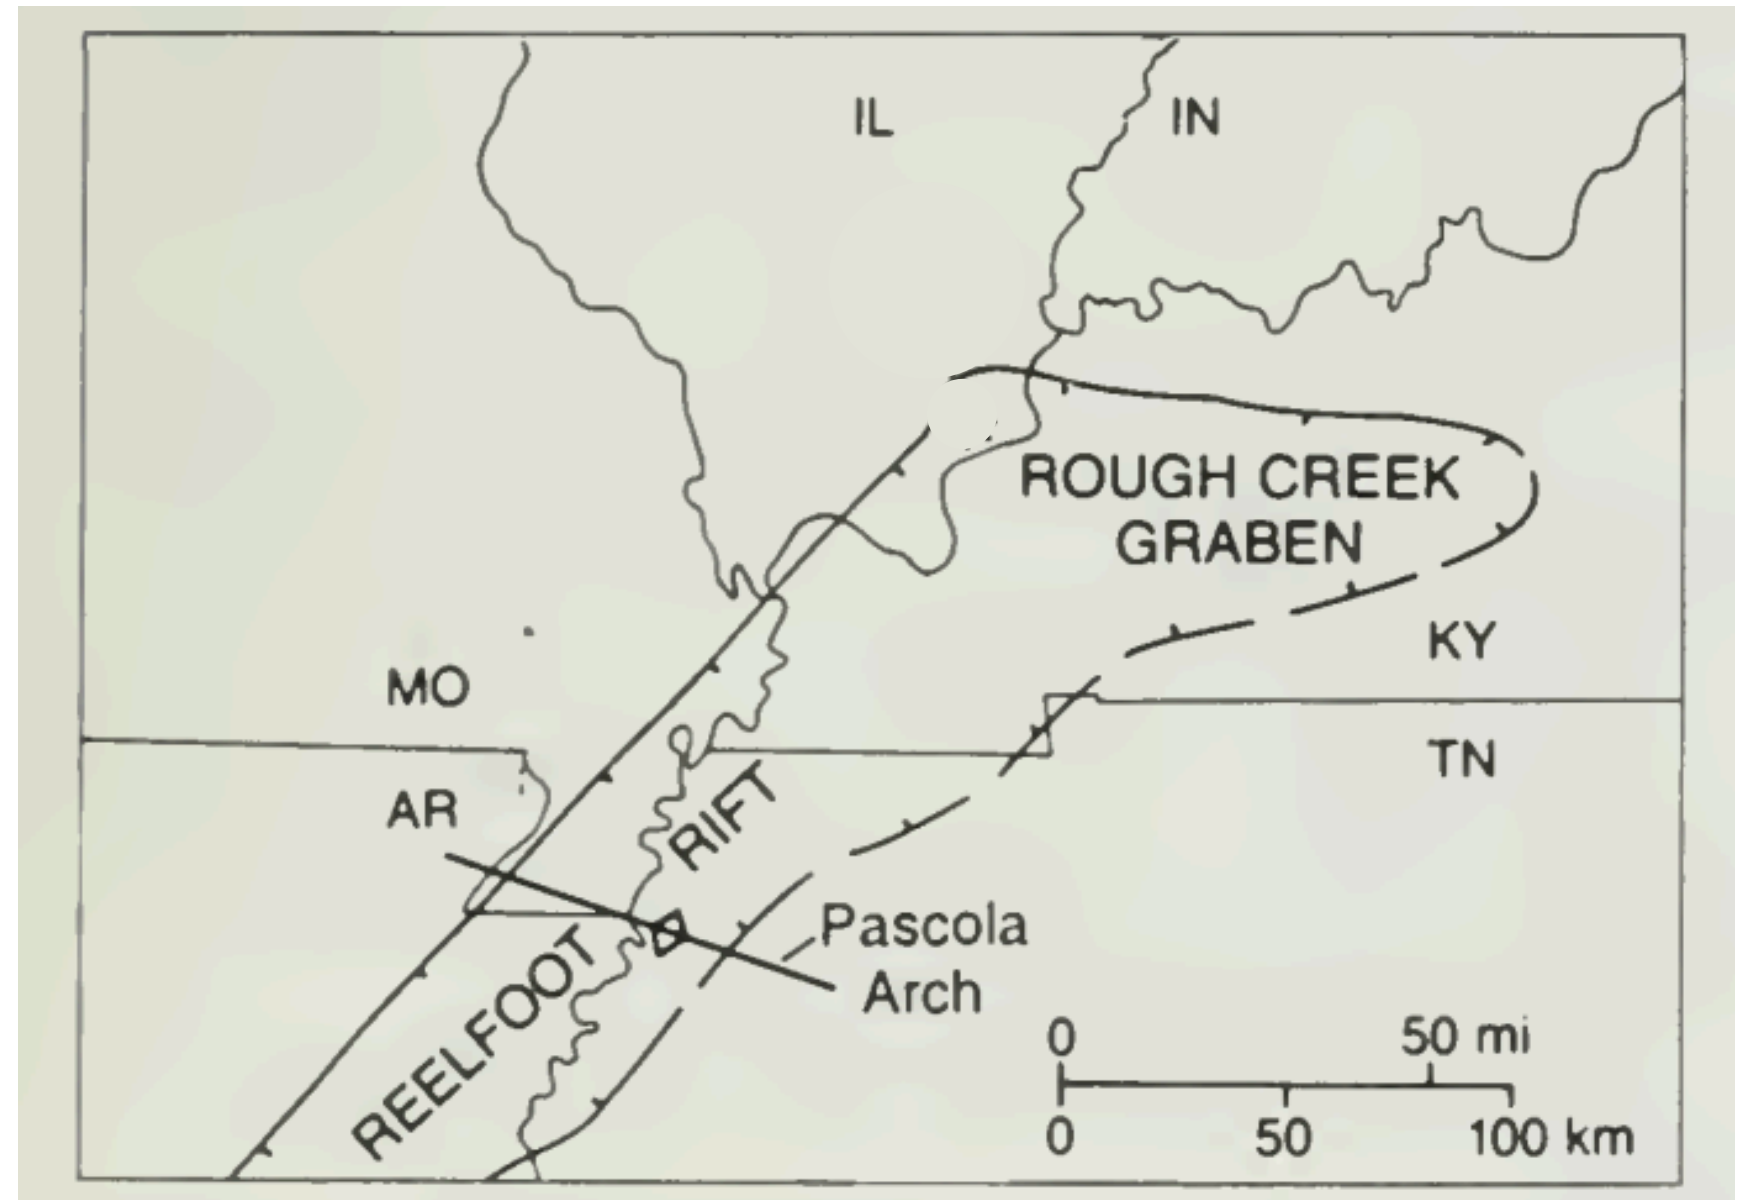 IL
IN
ROUGH CREEK
GRABEN
MO
KY
TN
AR
REELFOOT RIFT
Pascola
Arch
0 50 mi
0 50 100 km